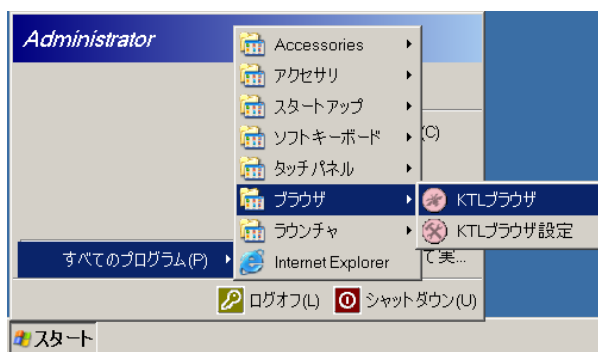 Administrator
Accessories
アクセサリ
スタートアップ
ソフトキーボード
(C)
タッチパネル
ブラウザ
KTLブラウザ
ラウンチャ
KTLブラウザ設定
すべてのプログラム(P)
Internet Explorer
て実...
ログオフ(L)
シャットダウン(U)
スタート